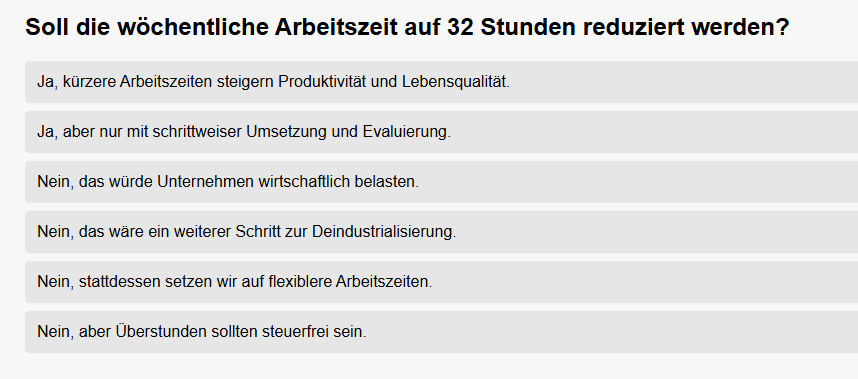 Soll die wöchentliche Arbeitszeit auf 32 Stunden reduziert werden?
Ja, kürzere Arbeitszeiten steigern Produktivität und Lebensqualität.
Ja, aber nur mit schrittweiser Umsetzung und Evaluierung.
Nein, das würde Unternehmen wirtschaftlich belasten.
Nein, das wäre ein weiterer Schritt zur Deindustrialisierung.
Nein, stattdessen setzen wir auf flexiblere Arbeitszeiten.
Nein, aber Überstunden sollten steuerfrei sein.